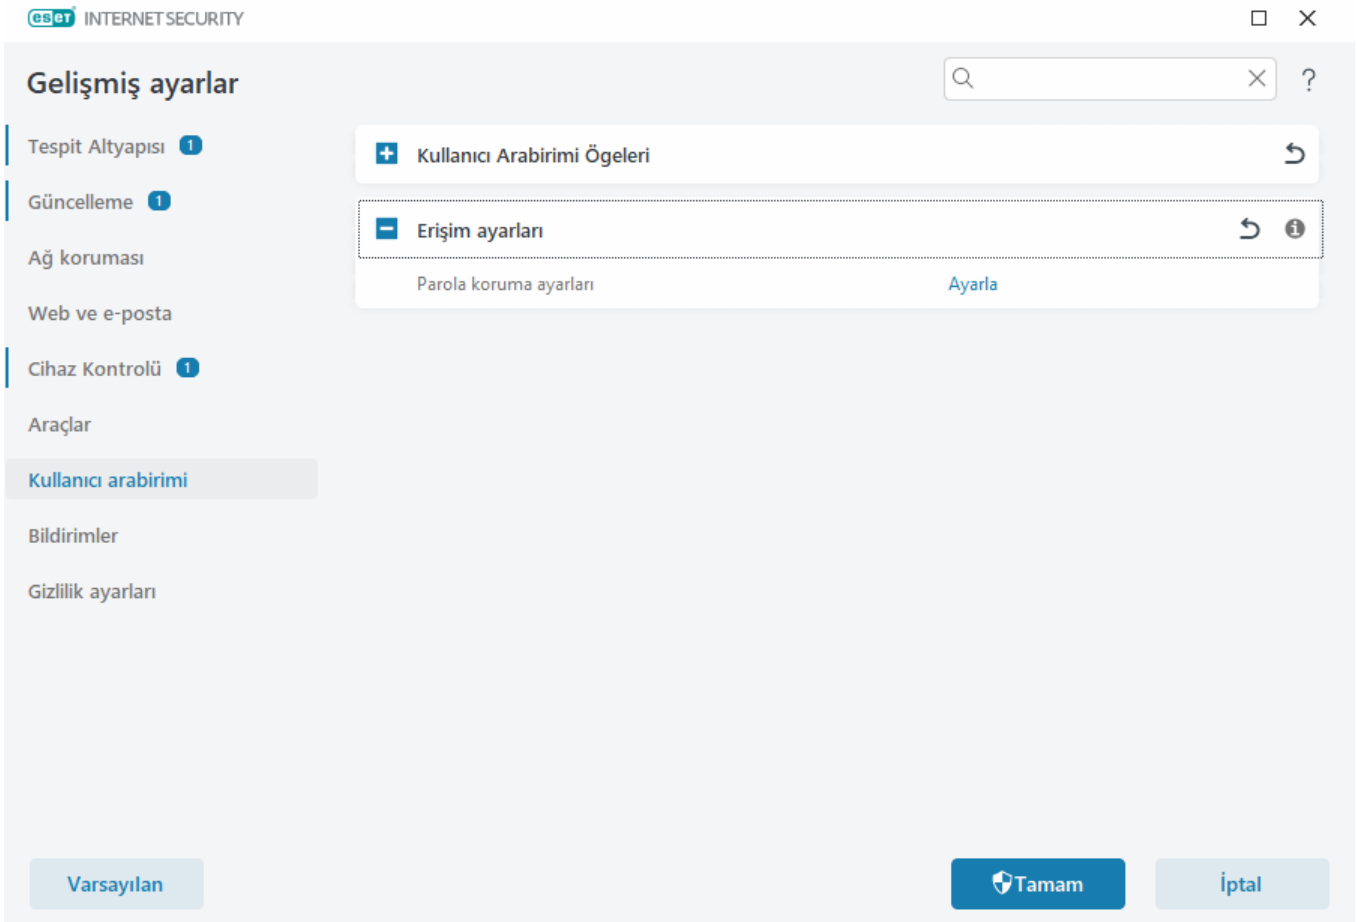 eseT INTERNET SECURITY
Gelişmiş ayarlar
?
Tespit Altyapısı 1
Güncelleme 1
Ağ koruması
Web ve e-posta
Cihaz Kontrolü 1
Araçlar
Kullanıcı arabirimi
Bildirimler
Gizlilik ayarları
Kullanıcı Arabirimi Ögeleri
Erişim ayarları
Parola koruma ayarları Ayarla
Varsayılan
Tamam
İptal